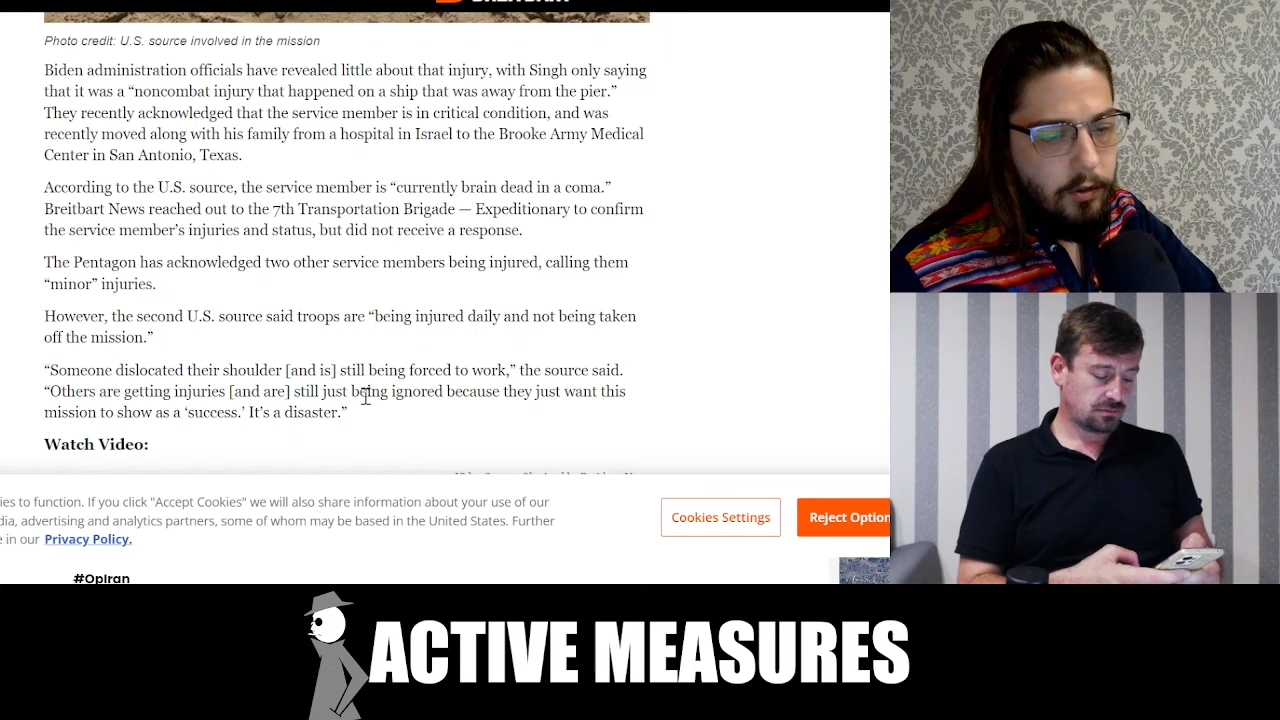 Photo credit: U.S. source involved in the mission
Biden administration officials have revealed little about that injury, with Singh only saying
that it was a “noncombat injury that happened on a ship that was away from the pier.”
They recently acknowledged that the service member is in critical condition, and was
recently moved along with his family from a hospital in Israel to the Brooke Army Medical
Center in San Antonio, Texas.
According to the U.S. source, the service member is “currently brain dead in a coma.”
Breitbart News reached out to the 7th Transportation Brigade — Expeditionary to confirm
the service member’s injuries and status, but did not receive a response.
The Pentagon has acknowledged two other service members being injured, calling them
“minor” injuries.
However, the second U.S. source said troops are “being injured daily and not being taken
off the mission.”
“Someone dislocated their shoulder [and is] still being forced to work,” the source said.
“Others are getting injuries [and are] still just being ignored because they just want this
mission to show as a ‘success.’ It’s a disaster.”
Watch Video:
ies to function. If you click "Accept Cookies" we will also share information about your use of our
dia, advertising and analytics partners, some of whom may be based in the United States. Further
e in our Privacy Policy.
Cookies Settings
Reject Option
#OpIran
ACTIVE MEASURES